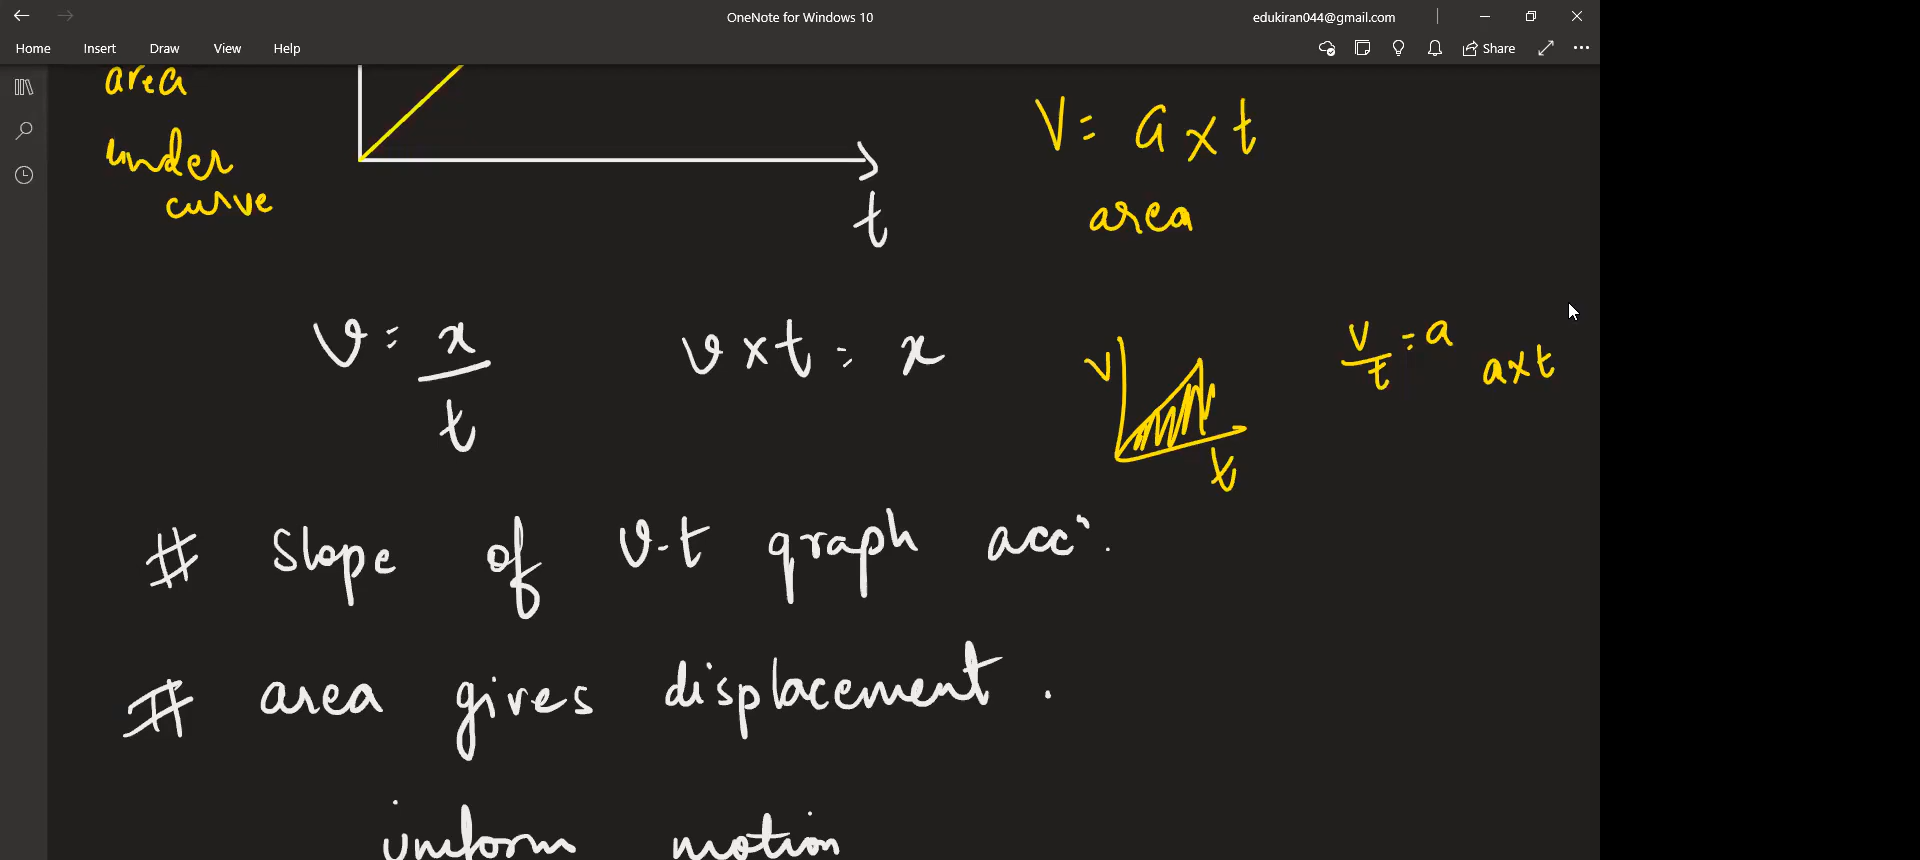 OneNote for Windows 10
edukiran044@gmail.com
Home Insert Draw View Help
Share
area
under
curve
t
V = a x t
area
v = x
t
v x t = x
V
t
V = a
t
a x t
# Slope of v-t graph accⁿ.
# area gives displacement.
uniform motion